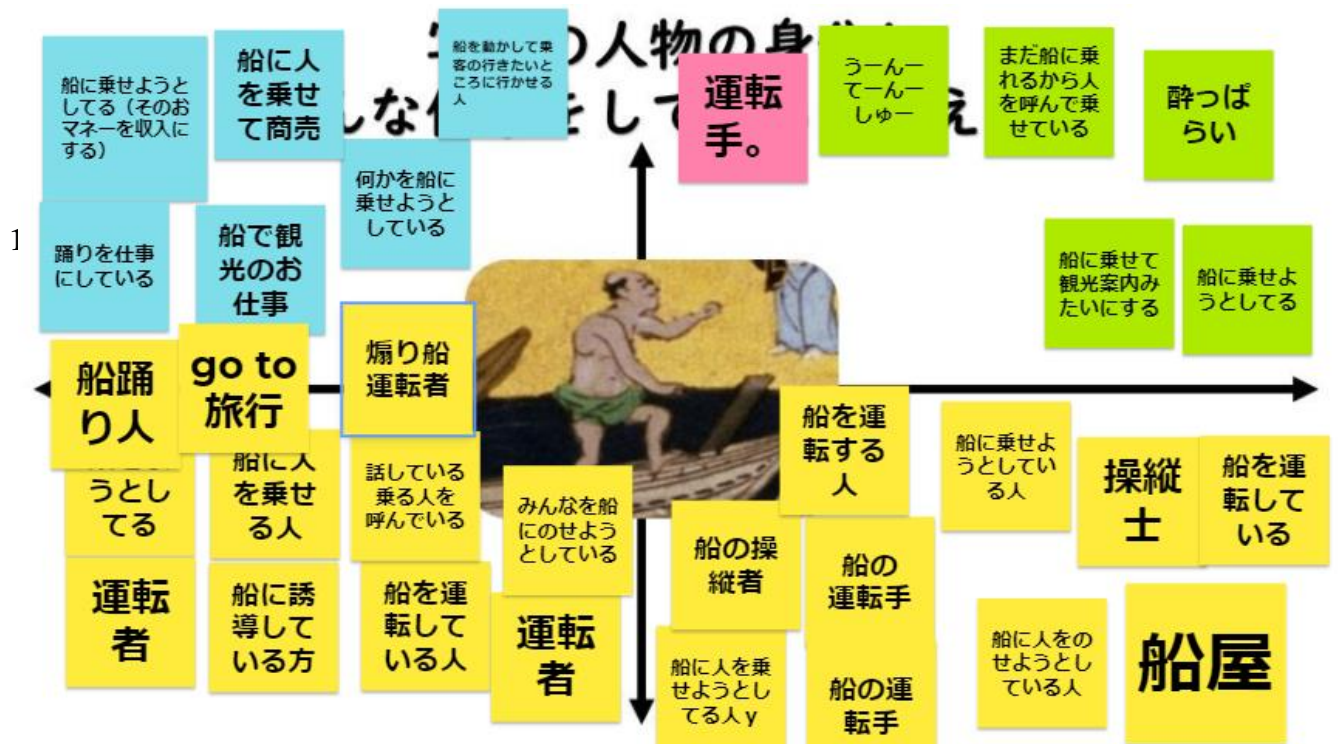 の人物の身
んな
をして
え
1
船に乗せようと
してる（そのお
マネーを収入に
する）
船に人
を乗せ
て商売
船を動かして乗
客の行きたいと
ころに行かせる
人
運転
手。
うーんー
てーんー
しゅー
まだ船に乗
れるから人
を呼んで乗
せている
酔っぱ
らい
何かを船に
乗せようと
している
踊りを仕事
にしている
船で観
光のお
仕事
船に乗せて
観光案内み
たいにする
船に乗せよ
うとしてる
船踊
り人
go to
旅行
煽り船
運転者
うとし
てる
船に人
を乗せ
る人
話している
乗る人を
呼んでいる
みんなを船
にのせよう
としている
船を運
転する
人
船に乗せよ
うとしてい
る人
操縦
士
船を運
転して
いる
運転
者
船に誘
導して
いる方
船を運
転して
いる人
運転
者
船の操
縦者
船の
運転手
船に人を乗
せようとし
てる人y
船の運
転手
船に人をの
せようとし
ている人
船屋